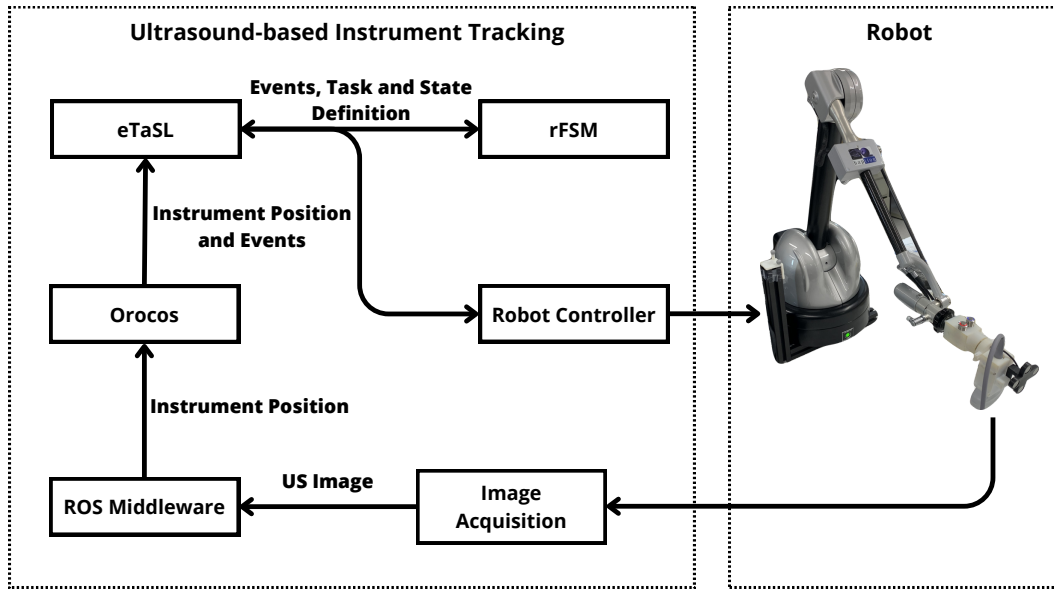 Ultrasound-based Instrument Tracking
Robot
Events, Task and State
Definition
eTaSL
rFSM
Instrument Position
and Events
Orocos
Robot Controller
Instrument Position
ROS Middleware
US Image
Image
Acquisition